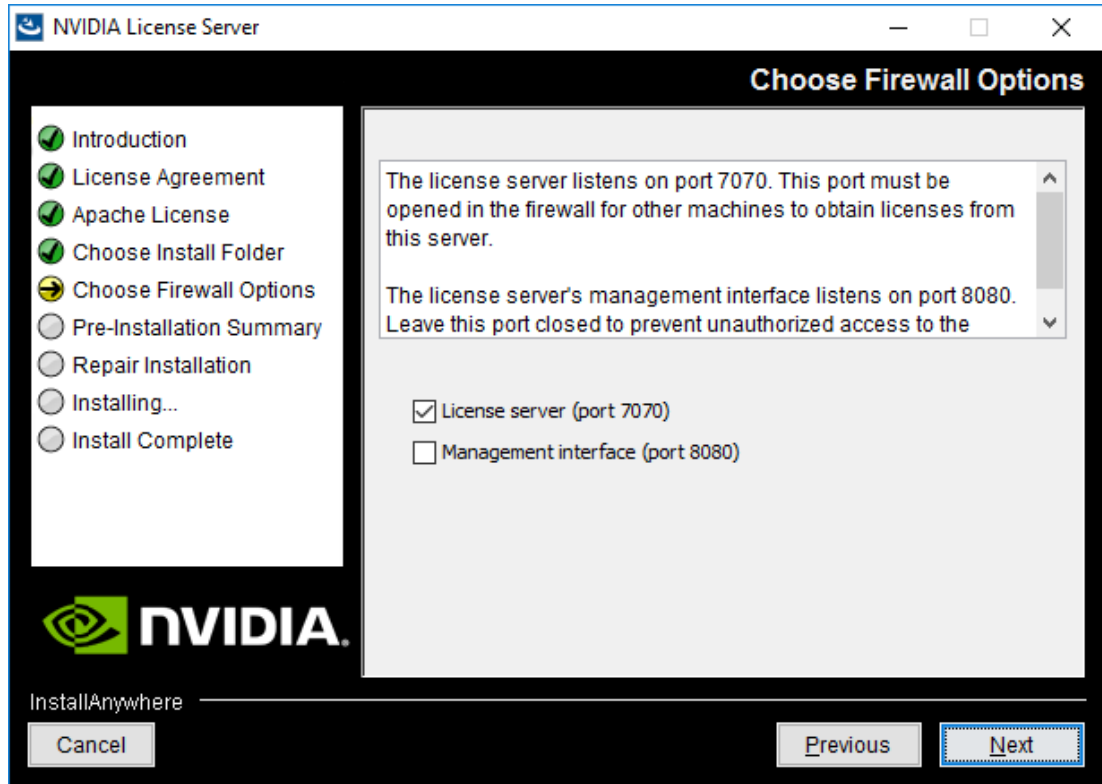 NVIDIA License Server
Choose Firewall Options
Introduction
License Agreement
Apache License
Choose Install Folder
Choose Firewall Options
Pre-Installation Summary
Repair Installation
Installing...
Install Complete
The license server listens on port 7070. This port must be
opened in the firewall for other machines to obtain licenses from
this server.
The license server's management interface listens on port 8080.
Leave this port closed to prevent unauthorized access to the
License server (port 7070)
Management interface (port 8080)
NVIDIA.
InstallAnywhere
Cancel
Previous
Next